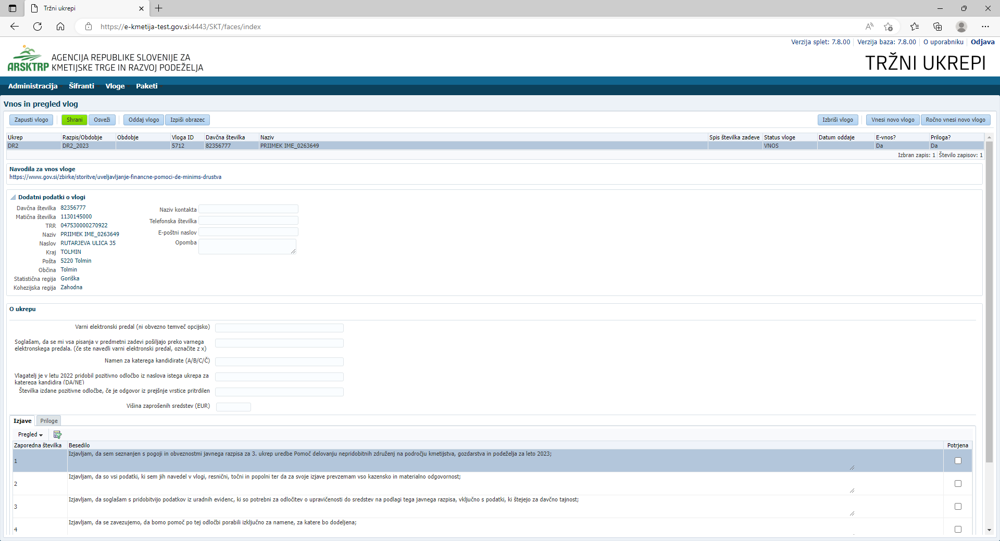 Tržni ukrepi
https://e-kmetija-test.gov.si:4443/SKT/faces/index
Verzija splet: 7.8.00 Verzija baza: 7.8.00 O uporabniku Odjava
ARSKTRP
AGENCIJA REPUBLIKE SLOVENIJE ZA
KMETIJSKE TRGE IN RAZVOJ PODEŽELJA
TRŽNI UKREPI
Administracija Šifranti Vloge Paketi
Vnos in pregled vlog
Zapusti vlogo Shrani Osveži Oddaj vlogo Izpiši obrazec Izbriši vlogo Vnesi novo vlogo Ročno vnesi novo vlogo
Ukrep Razpis/Obdobje Obdobje Vloga ID Davčna številka Naziv Spis številka zadeve Status vloge Datum oddaje E-vnos? Priloga?
DR2 DR2_2023 5712 82356777 PRIIMEK IME_0263649 VNOS Da Da
Izbran zapis: 1 Število zapisov: 1
Navodila za vnos vloge
https://www.gov.si/zbirke/storitve/uveljavljanje-financne-pomoci-de-minims-drustva
Dodatni podatki o vlogi
Davčna številka 82356777
Matična številka 1130145000
TRR 047530000270922
Naziv PRIIMEK IME_0263649
Naslov RUTARJEVA ULICA 35
Kraj TOLMIN
Pošta 5220 Tolmin
Občina Tolmin
Statistična regija Goriška
Kohezijska regija Zahodna
Naziv kontakta
Telefonska številka
E-poštni naslov
Opomba
O ukrepu
Varni elektronski predal (ni obvezno temveč opcijsko)
Soglašam, da se mi vsa pisanja v predmetni zadevi pošiljajo preko varnega
elektronskega predala. (če ste navedli varni elektronski predal, označite z x)
Namen za katerega kandidirate (A/B/C/Č)
Vlagatelj je v letu 2022 pridobil pozitivno odločbo iz naslova istega ukrepa za
katerega kandidira (DA/NE)
Številka izdane pozitivne odločbe, če je odgovor iz prejšnje vrstice pritrdilen
Višina zaprošenih sredstev (EUR)
Izjave Priloge
Pregled
Zaporedna številka Besedilo Potrjena
1 Izjavljam, da sem seznanjen s pogoji in obveznostmi javnega razpisa za 3. ukrep uredbe Pomoč delovanju nepridobitnih združenj na področju kmetijstva, gozdarstva in podeželja za leto 2023;
2 Izjavljam, da so vsi podatki, ki sem jih navedel v vlogi, resnični, točni in popolni ter da za svoje izjave prevzemam vso kazensko in materialno odgovornost;
3 Izjavljam, da soglašam s pridobitvijo podatkov iz uradnih evidenc, ki so potrebni za odločitev o upravičenosti do sredstev na podlagi tega javnega razpisa, vključno s podatki, ki štejejo za davčno tajnost;
4 Izjavljam, da se zavezujemo, da bomo pomoč po tej odločbi porabili izključno za namene, za katere bo dodeljena;